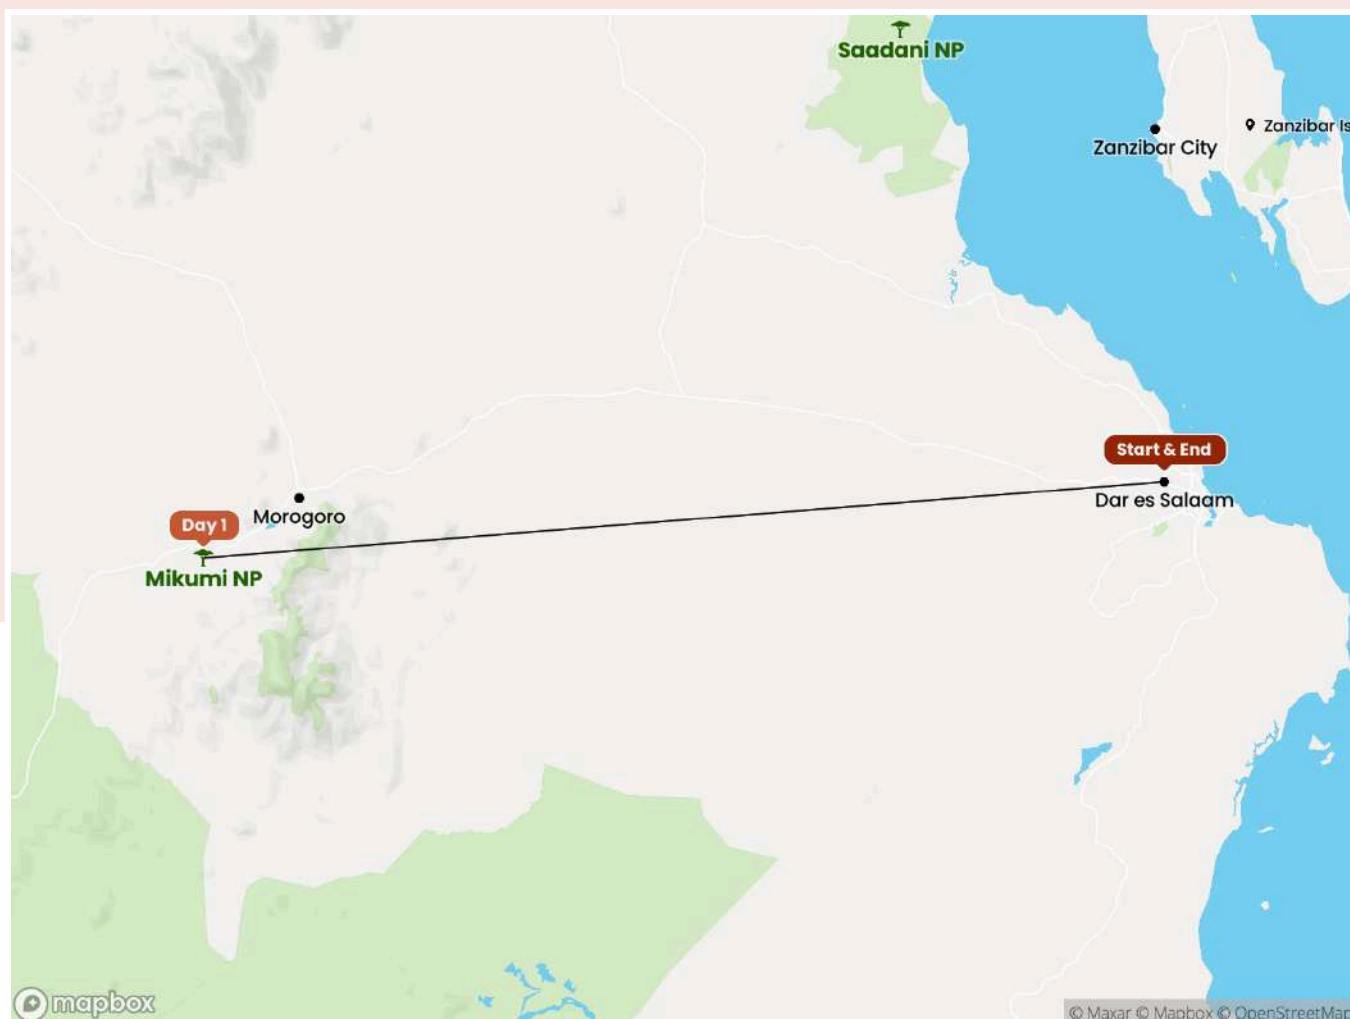 Saadani NP
Zanzibar City
Zanzibar Is
Start & End
Dar es Salaam
Morogoro
Day 1
Mikumi NP
mapbox
© Maxar © Mapbox © OpenStreetMap